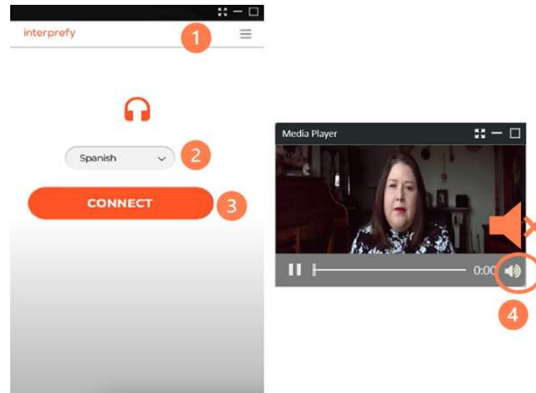 interprefy
1
Spanish
2
CONNECT
3
Media Player
0:00
4